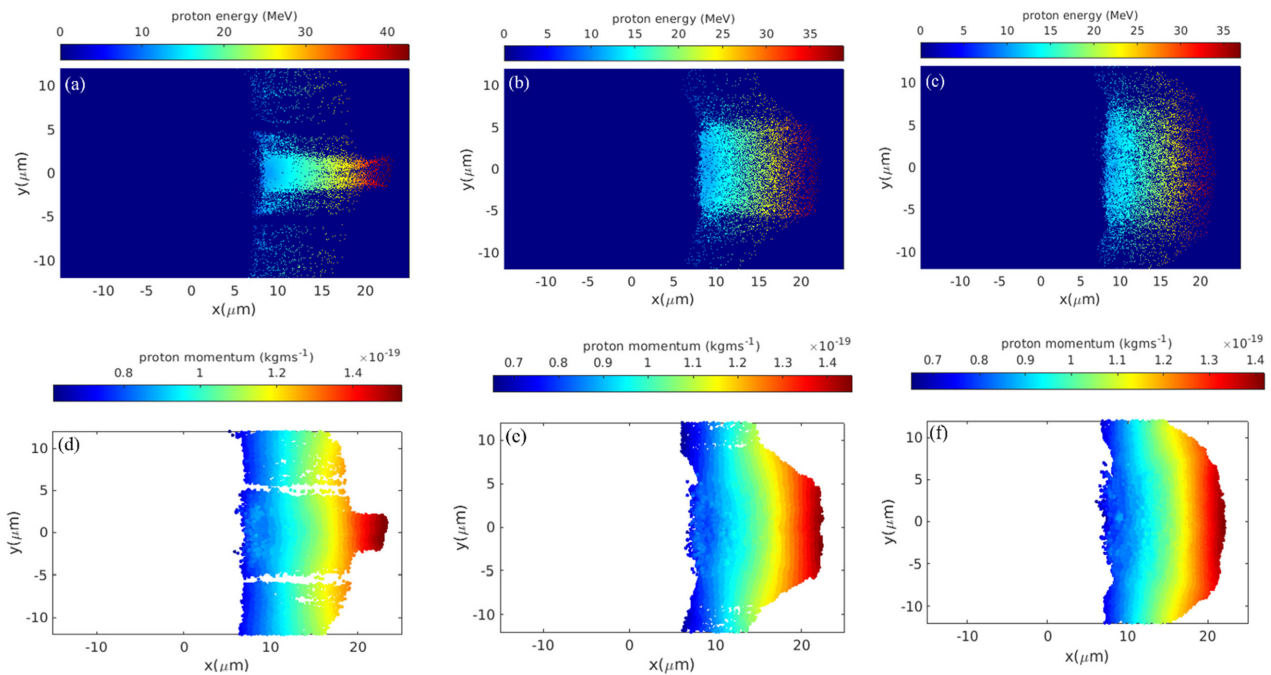 proton energy (MeV)
0 10 20 30 40
(a)
10
5
0
-5
-10
y(μm)
-10 -5 0 5 10 15 20
x(μm)
proton energy (MeV)
0 5 10 15 20 25 30 35
(b)
10
5
0
-5
-10
y(μm)
-10 -5 0 5 10 15 20
x(μm)
proton energy (MeV)
0 5 10 15 20 25 30 35
(c)
10
5
0
-5
-10
y(μm)
-10 -5 0 5 10 15 20
x(μm)
proton momentum (kgms⁻¹) ×10⁻¹⁹
0.8 1 1.2 1.4
(d)
10
5
0
-5
-10
y(μm)
-10 0 10 20
x(μm)
proton momentum (kgms⁻¹) ×10⁻¹⁹
0.7 0.8 0.9 1 1.1 1.2 1.3 1.4
(e)
10
5
0
-5
-10
y(μm)
-10 0 10 20
x(μm)
proton momentum (kgms⁻¹) ×10⁻¹⁹
0.7 0.8 0.9 1 1.1 1.2 1.3 1.4
(f)
10
5
0
-5
-10
y(μm)
-10 0 10 20
x(μm)